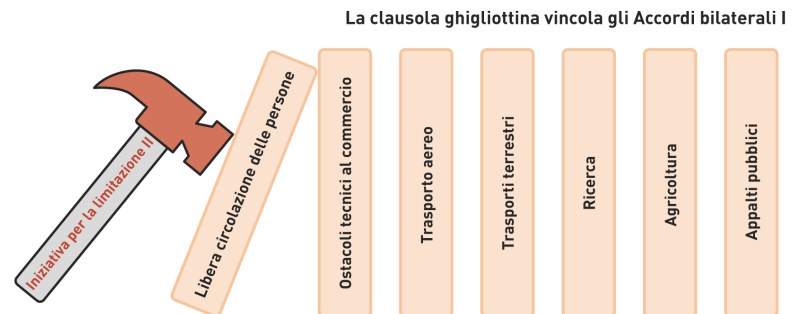 La clausola ghigliottina vincola gli Accordi bilaterali I
Iniziativa per la limitazione II
Libera circolazione delle persone
Ostacoli tecnici al commercio
Trasporto aereo
Trasporti terrestri
Ricerca
Agricoltura
Appalti pubblici